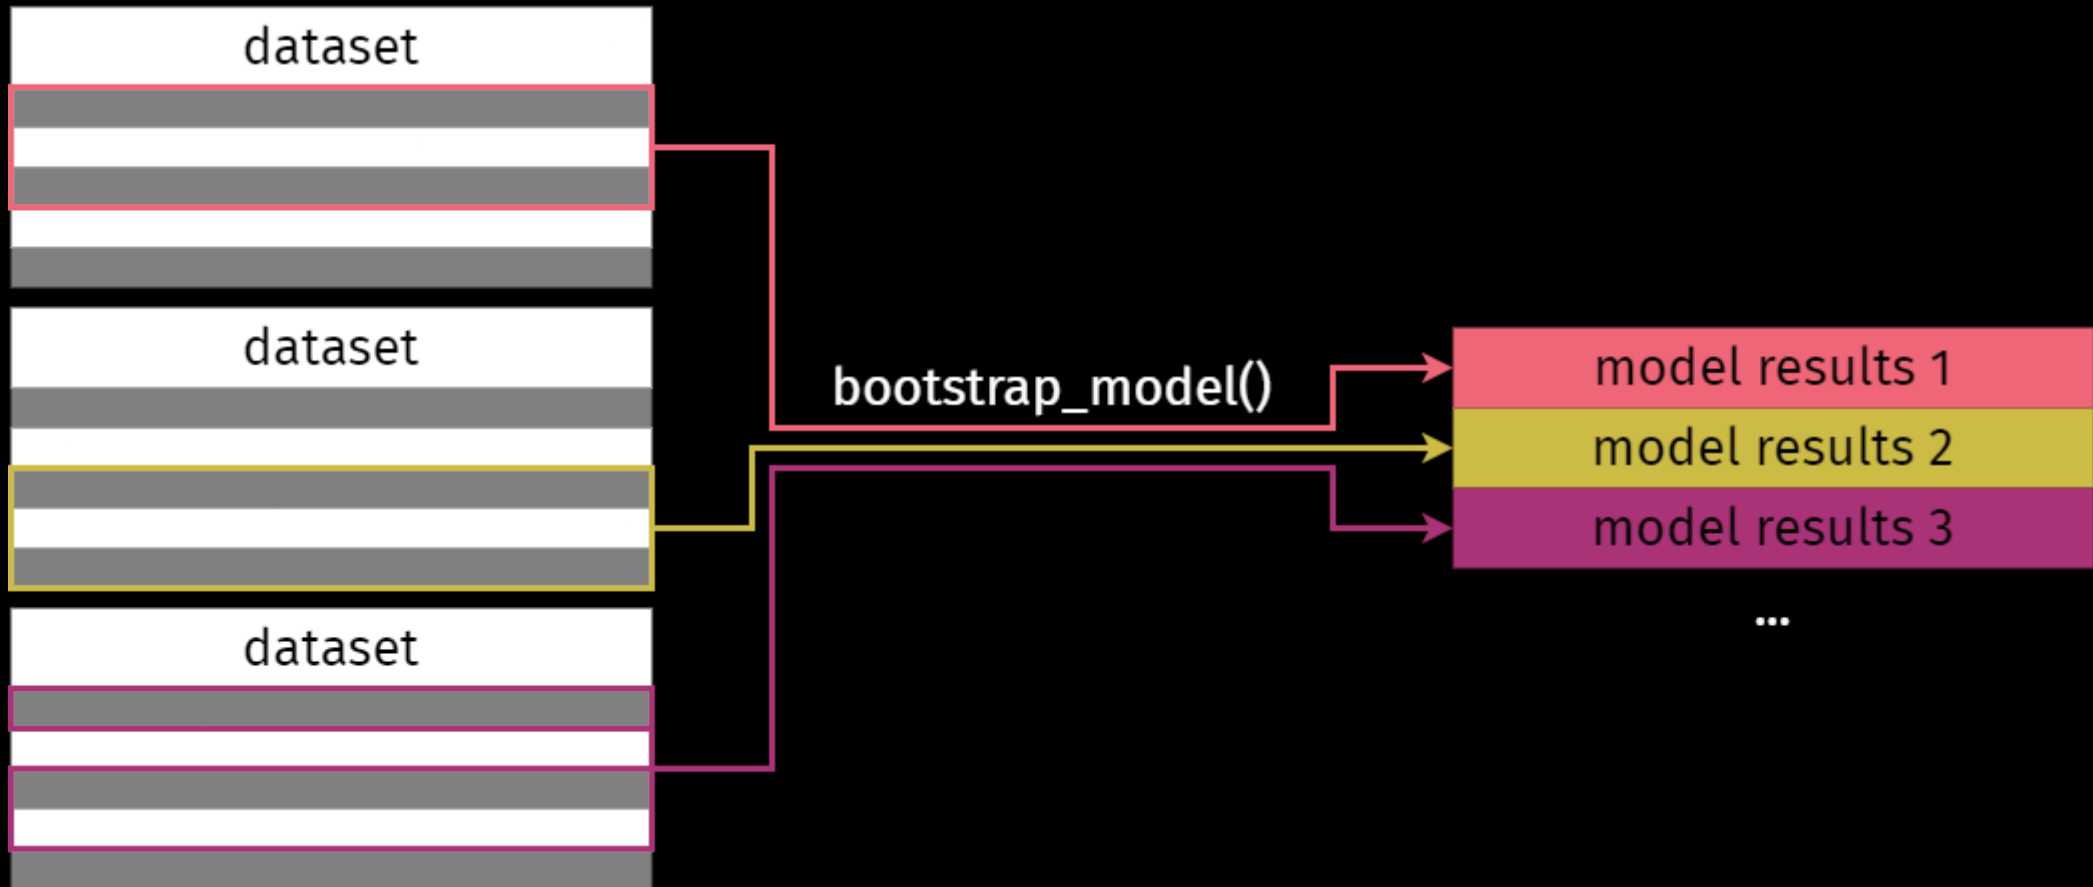 dataset
dataset
dataset
bootstrap_model()
model results 1
model results 2
model results 3
...